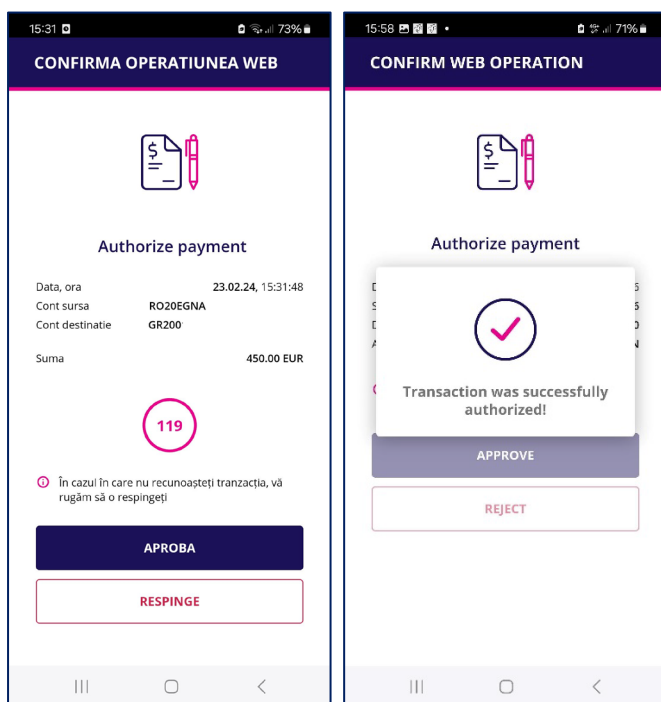 15:31
73%
CONFIRMA OPERATIUNEA WEB
$
Authorize payment
Data, ora 23.02.24, 15:31:48
Cont sursa RO20EGNA
Cont destinatie GR200
Suma 450.00 EUR
119
În cazul în care nu recunoașteți tranzacția, vă
rugăm să o respingeți
APROBA
RESPINGE
15:58
71%
CONFIRM WEB OPERATION
$
Authorize payment
Transaction was successfully
authorized!
APPROVE
REJECT